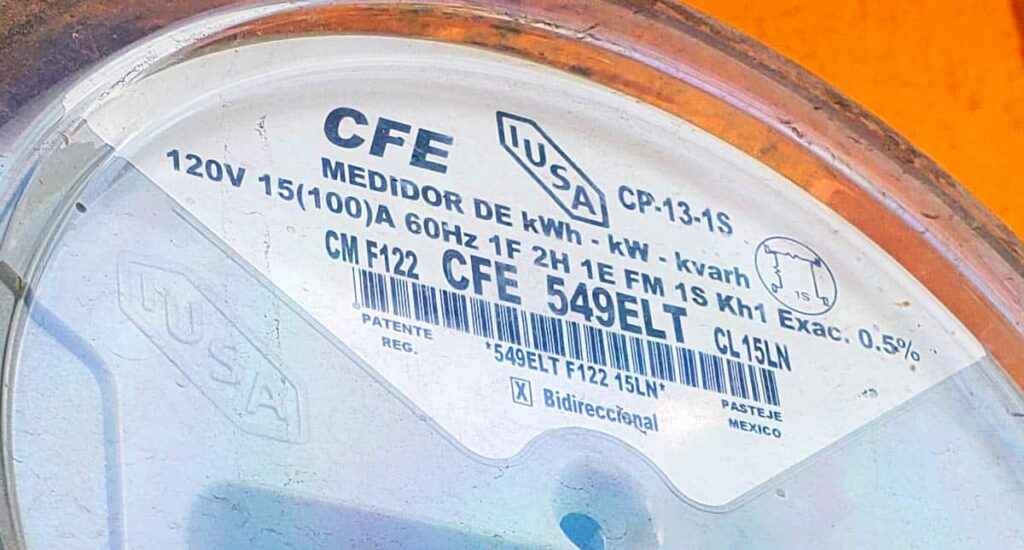 CFE IUSA CP-13-1S
MEDIDOR DE kWh - kW - kvarh
120V 15(100)A 60Hz 1F 2H 1E FM 1S Kh1 Exac. 0.5%
1S
CM F122 CFE 549ELT CL15LN
PATENTE
REG.
*549ELT F122 15LN*
PASTEJE
MEXICO
X Bidireccional
IUSA